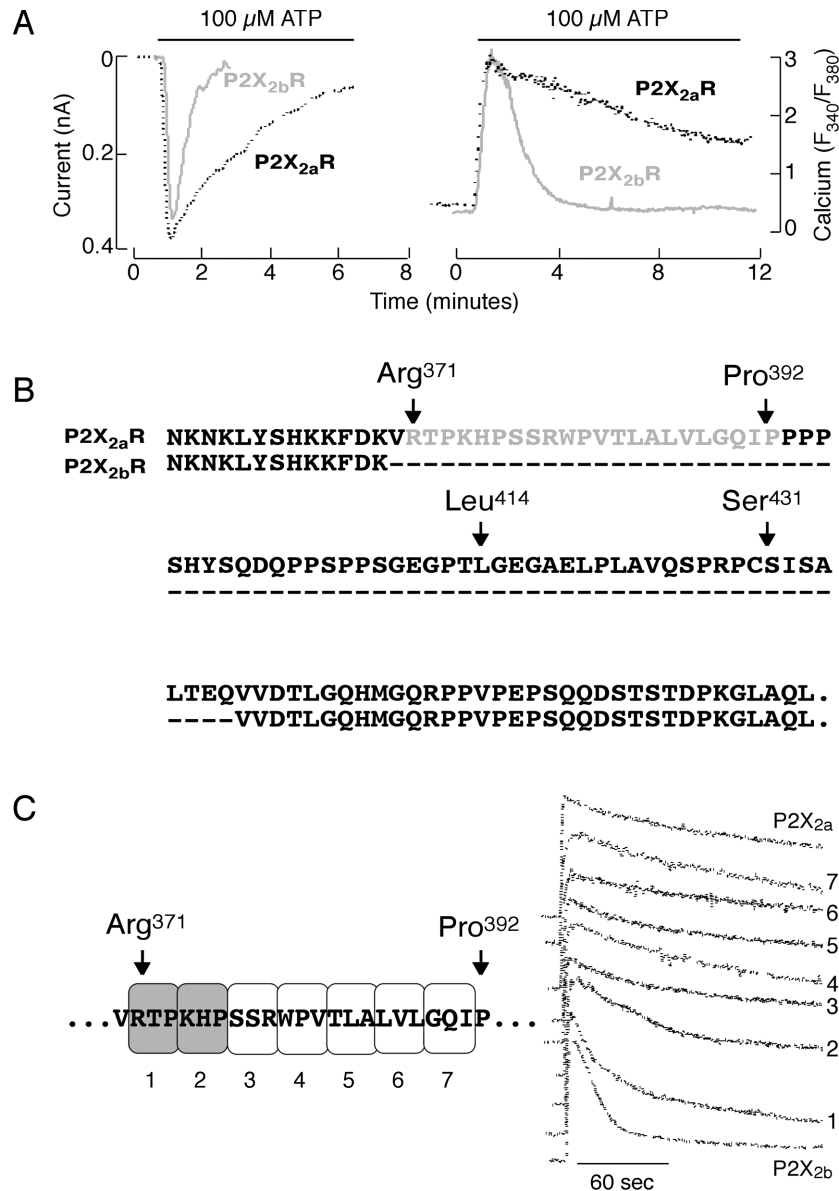 A
100 µM ATP
100 µM ATP
0
0.2
0.4
Current (nA)
P2X2bR
P2X2aR
0 2 4 6 8
P2X2aR
P2X2bR
3
2
1
0
Calcium (F340/F380)
0 4 8 12
Time (minutes)
B
Arg371 Pro392
P2X2aR NKNKLYSHKKFDKVRTPKHPSSRWPVTLALVLGQIPPPP
P2X2bR NKNKLYSHKKFDK--------------------------
Leu414 Ser431
SHYSQDQPPSPPSGEGPTLGEGAELPLAVQSPRPCSISA
---------------------------------------
LTEQVVDTLGQHMGQRPPVPEPSQQDSTSTDPKGLAQL.
----VVDTLGQHMGQRPPVPEPSQQDSTSTDPKGLAQL.
C
Arg371 Pro392
...VRTPKHPSSRWPVTLALVLGQIP...
1 2 3 4 5 6 7
P2X2a
7
6
5
4
3
2
1
P2X2b
60 sec